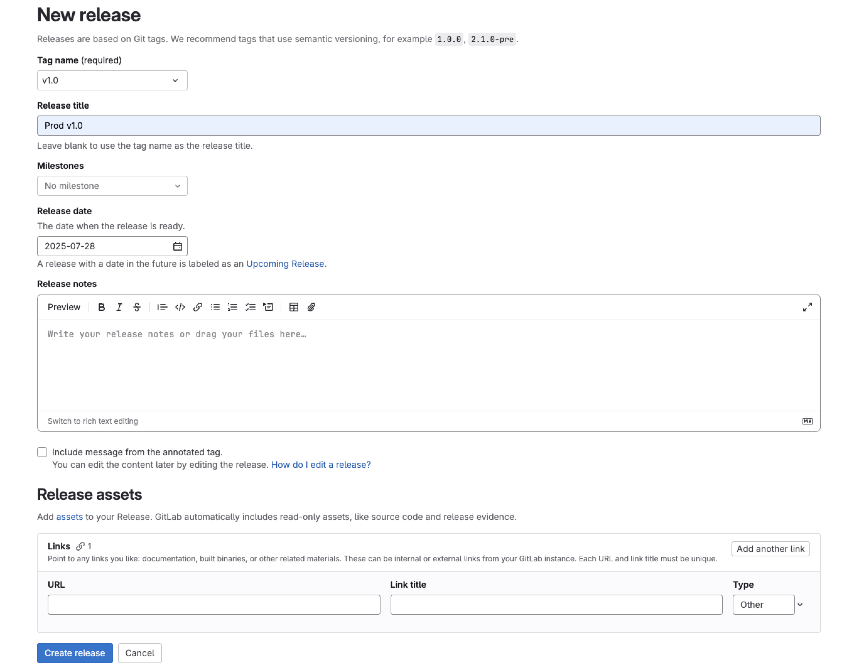 New release
Releases are based on Git tags. We recommend tags that use semantic versioning, for example 1.0.0, 2.1.0-pre.
Tag name (required)
v1.0
Release title
Prod v1.0
Leave blank to use the tag name as the release title.
Milestones
No milestone
Release date
The date when the release is ready.
2025-07-28
A release with a date in the future is labeled as an Upcoming Release.
Release notes
Preview B I S
Write your release notes or drag your files here…
Switch to rich text editing
Include message from the annotated tag.
You can edit the content later by editing the release. How do I edit a release?
Release assets
Add assets to your Release. GitLab automatically includes read-only assets, like source code and release evidence.
Links 1
Add another link
Point to any links you like: documentation, built binaries, or other related materials. These can be internal or external links from your GitLab instance. Each URL and link title must be unique.
URL Link title Type
Other
Create release Cancel